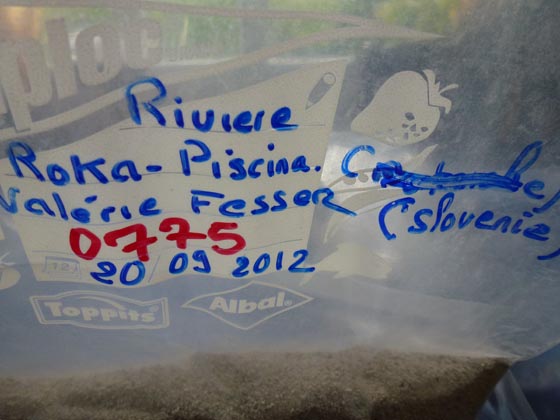 Riviere
Roka-Piscina.
Valérie Fesser (slovenie)
0775
20/09 2012
Toppits Albal®